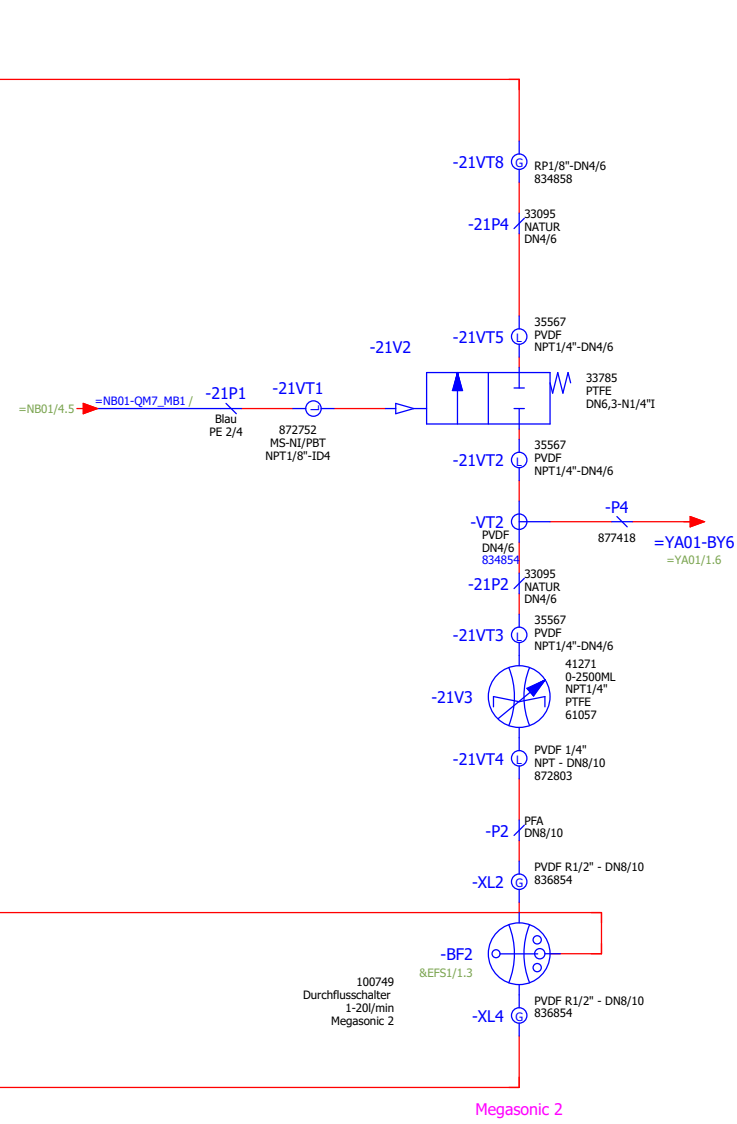 -21VT8
G
RP1/8"-DN4/6
834858
-21P4
33095
NATUR
DN4/6
-21V2
-21VT5
L
35567
PVDF
NPT1/4"-DN4/6
33785
PTFE
DN6,3-N1/4"I
=NB01/4.5
=NB01-QM7_MB1 /
-21P1
Blau
PE 2/4
-21VT1
L
872752
MS-NI/PBT
NPT1/8"-ID4
-21VT2
L
35567
PVDF
NPT1/4"-DN4/6
-VT2
PVDF
DN4/6
834854
-P4
877418
=YA01-BY6
=YA01/1.6
-21P2
33095
NATUR
DN4/6
-21VT3
L
35567
PVDF
NPT1/4"-DN4/6
-21V3
41271
0-2500ML
NPT1/4"
PTFE
61057
-21VT4
L
PVDF 1/4"
NPT - DN8/10
872803
-P2
PFA
DN8/10
-XL2
G
PVDF R1/2" - DN8/10
836854
-BF2
&EFS1/1.3
100749
Durchflusschalter
1-20l/min
Megasonic 2
-XL4
G
PVDF R1/2" - DN8/10
836854
Megasonic 2